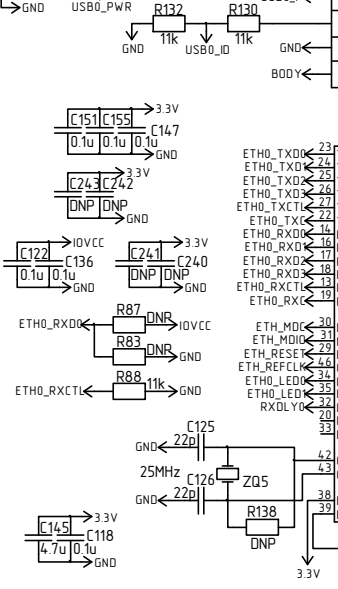 GND
USB0_PWR
R132
R130
11k
11k
GND
USB0_ID
GND
BODY
3.3V
C151
C155
C147
0.1u
0.1u
0.1u
GND
3.3V
C243
C242
DNP
DNP
GND
IOVCC
3.3V
C122
C136
0.1u
0.1u
GND
C241
C240
DNP
DNP
GND
R87
ETH0_RXD0
DNP
IOVCC
R83
DNP
GND
R88
ETH0_RXCTL
11k
GND
ETH0_TXD0 23
ETH0_TXD1 24
ETH0_TXD2 25
ETH0_TXD3 26
ETH0_TXCTL 27
ETH0_TXC 22
ETH0_RXD0 14
ETH0_RXD1 16
ETH0_RXD2 17
ETH0_RXD3 18
ETH0_RXCTL 13
ETH0_RXC 19
ETH_MDC 30
ETH_MDIO 31
ETH_RESET 29
ETH_REFCLK 46
ETH0_LED0 34
ETH0_LED1 35
RXDLY0 32
20
33
C125
GND
22p
25MHz
C126
ZQ5
GND
22p
R138
DNP
42
43
38
39
3.3V
3.3V
C145
C118
4.7u
0.1u
GND